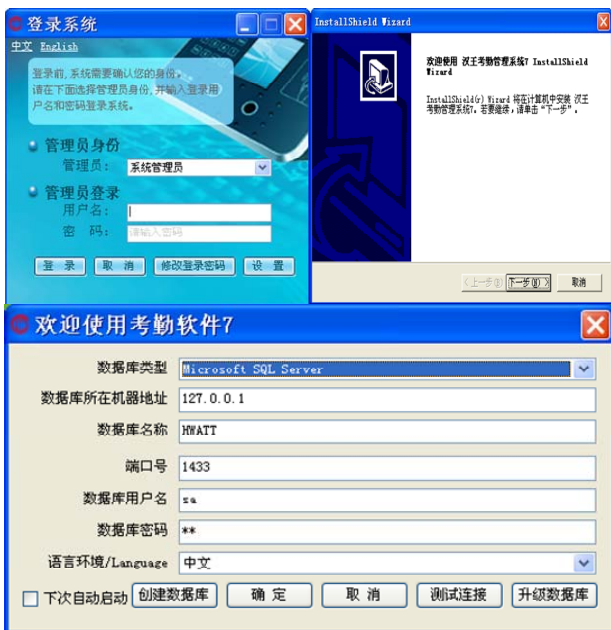 登录系统
中文 English
登录前,系统需要确认您的身份。
请在下面选择管理员身份,并输入登录用
户名和密码登录系统。
管理员身份
管理员: 系统管理员
管理员登录
用户名:
密 码: 请输入密码
登 录 取 消 修改登录密码 设 置
InstallShield Wizard
欢迎使用 汉王考勤管理系统7 InstallShield
Wizard
InstallShield(r) Wizard 将在计算机中安装 汉王
考勤管理系统7。若要继续，请单击“下一步”。
<上一步(B) 下一步(N) > 取消
欢迎使用考勤软件7
数据库类型 Microsoft SQL Server
数据库所在机器地址 127.0.0.1
数据库名称 HWATT
端口号 1433
数据库用户名 sa
数据库密码 **
语言环境/Language 中文
下次自动启动 创建数据库 确 定 取 消 测试连接 升级数据库